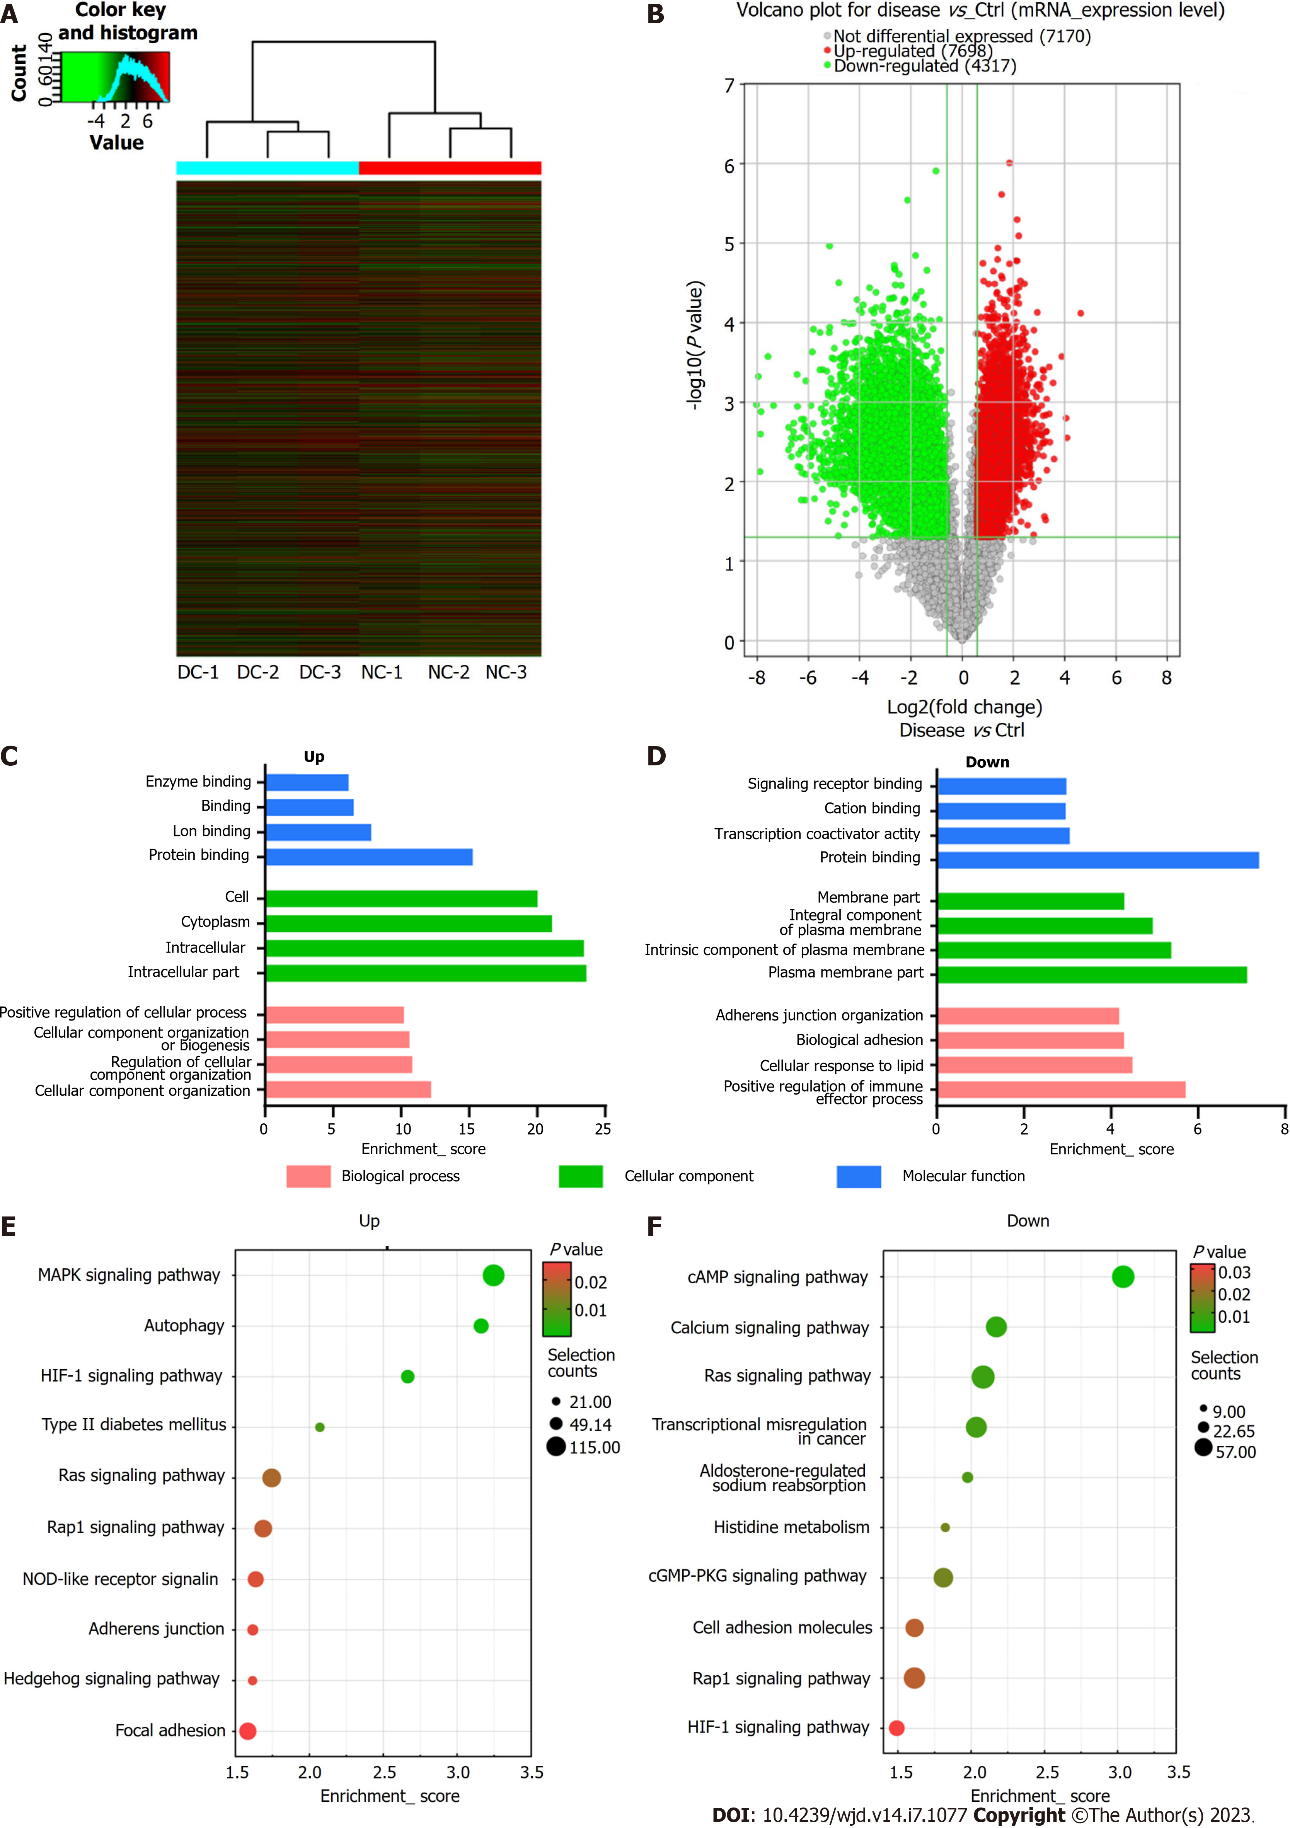 A
Color key
and histogram
Count
0 60 140
-4 2 6
Value
DC-1 DC-2 DC-3 NC-1 NC-2 NC-3
B
Volcano plot for disease vs_Ctrl (mRNA_expression level)
Not differential expressed (7170)
Up-regulated (7698)
Down-regulated (4317)
-log10(P value)
7
6
5
4
3
2
1
0
-8 -6 -4 -2 0 2 4 6 8
Log2(fold change)
Disease vs Ctrl
C
Up
Enzyme binding
Binding
Lon binding
Protein binding
Cell
Cytoplasm
Intracellular
Intracellular part
Positive regulation of cellular process
Cellular component organization
or biogenesis
Regulation of cellular
component organization
Cellular component organization
0 5 10 15 20 25
Enrichment_ score
D
Down
Signaling receptor binding
Cation binding
Transcription coactivator actity
Protein binding
Membrane part
Integral component
of plasma membrane
Intrinsic component of plasma membrane
Plasma membrane part
Adherens junction organization
Biological adhesion
Cellular response to lipid
Positive regulation of immune
effector process
0 2 4 6 8
Enrichment_ score
Biological process Cellular component Molecular function
E
Up
MAPK signaling pathway
Autophagy
HIF-1 signaling pathway
Type II diabetes mellitus
Ras signaling pathway
Rap1 signaling pathway
NOD-like receptor signalin
Adherens junction
Hedgehog signaling pathway
Focal adhesion
1.5 2.0 2.5 3.0 3.5
Enrichment_ score
P value
0.02
0.01
Selection
counts
21.00
49.14
115.00
F
Down
cAMP signaling pathway
Calcium signaling pathway
Ras signaling pathway
Transcriptional misregulation
in cancer
Aldosterone-regulated
sodium reabsorption
Histidine metabolism
cGMP-PKG signaling pathway
Cell adhesion molecules
Rap1 signaling pathway
HIF-1 signaling pathway
1.5 2.0 2.5 3.0 3.5
Enrichment_ score
P value
0.03
0.02
0.01
Selection
counts
9.00
22.65
57.00
DOI: 10.4239/wjd.v14.i7.1077 Copyright ©The Author(s) 2023.